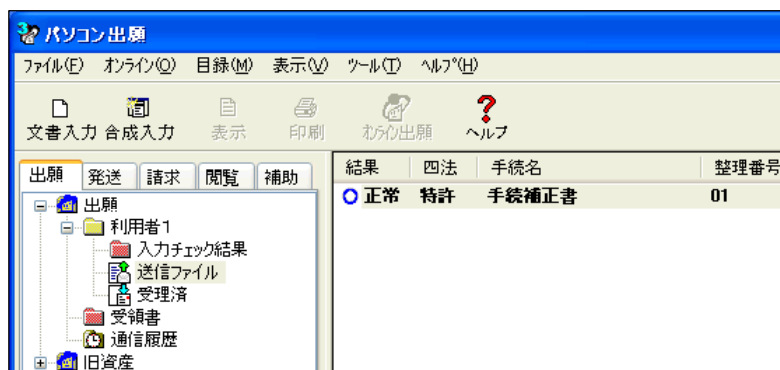 パソコン出願
ファイル(F) オンライン(O) 目録(M) 表示(V) ツール(T) ヘルプ(H)
文書入力 合成入力 表示 印刷 オンライン出願 ヘルプ
出願 発送 請求 閲覧 補助
結果 四法 手続名 整理番号
正常 特許 手続補正書 01
出願
利用者1
入力チェック結果
送信ファイル
受理済
受領書
通信履歴
旧資産